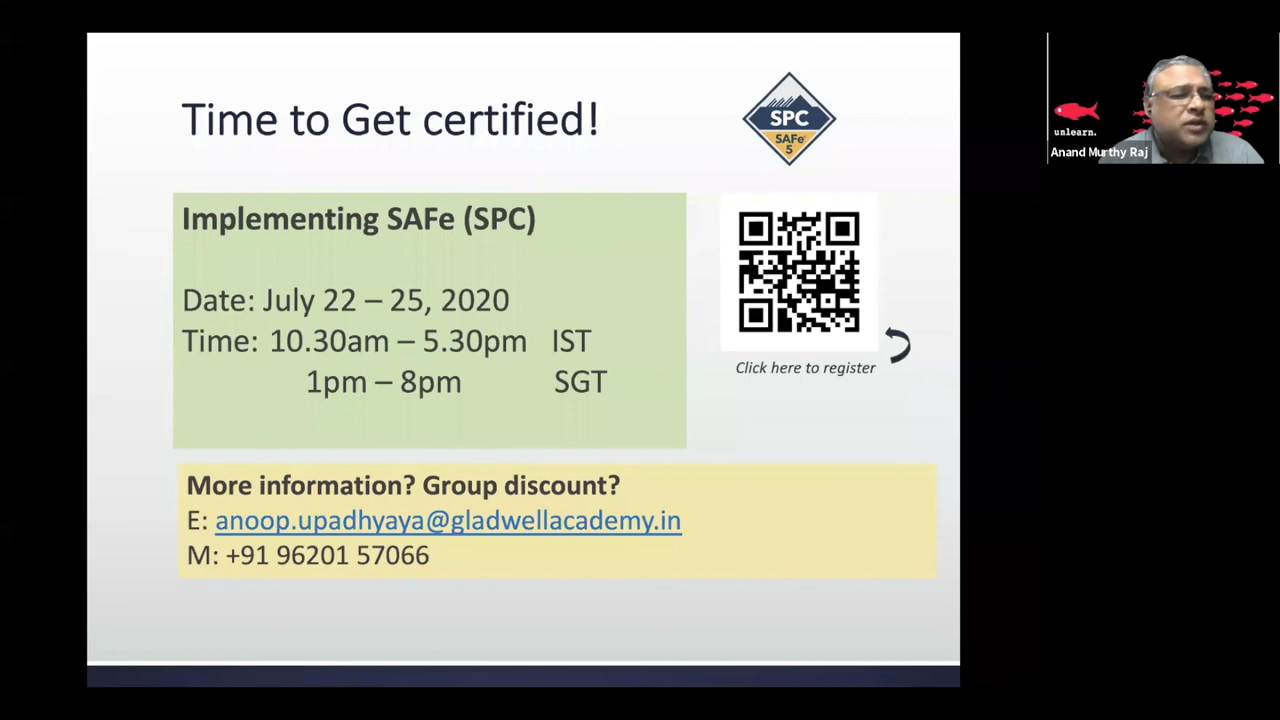 Time to Get certified!
SPC
SAFe
5
Implementing SAFe (SPC)
Date: July 22 – 25, 2020
Time: 10.30am – 5.30pm IST
1pm – 8pm SGT
Click here to register
More information? Group discount?
E: anoop.upadhyaya@gladwellacademy.in
M: +91 96201 57066
unlearn.
Anand Murthy Raj